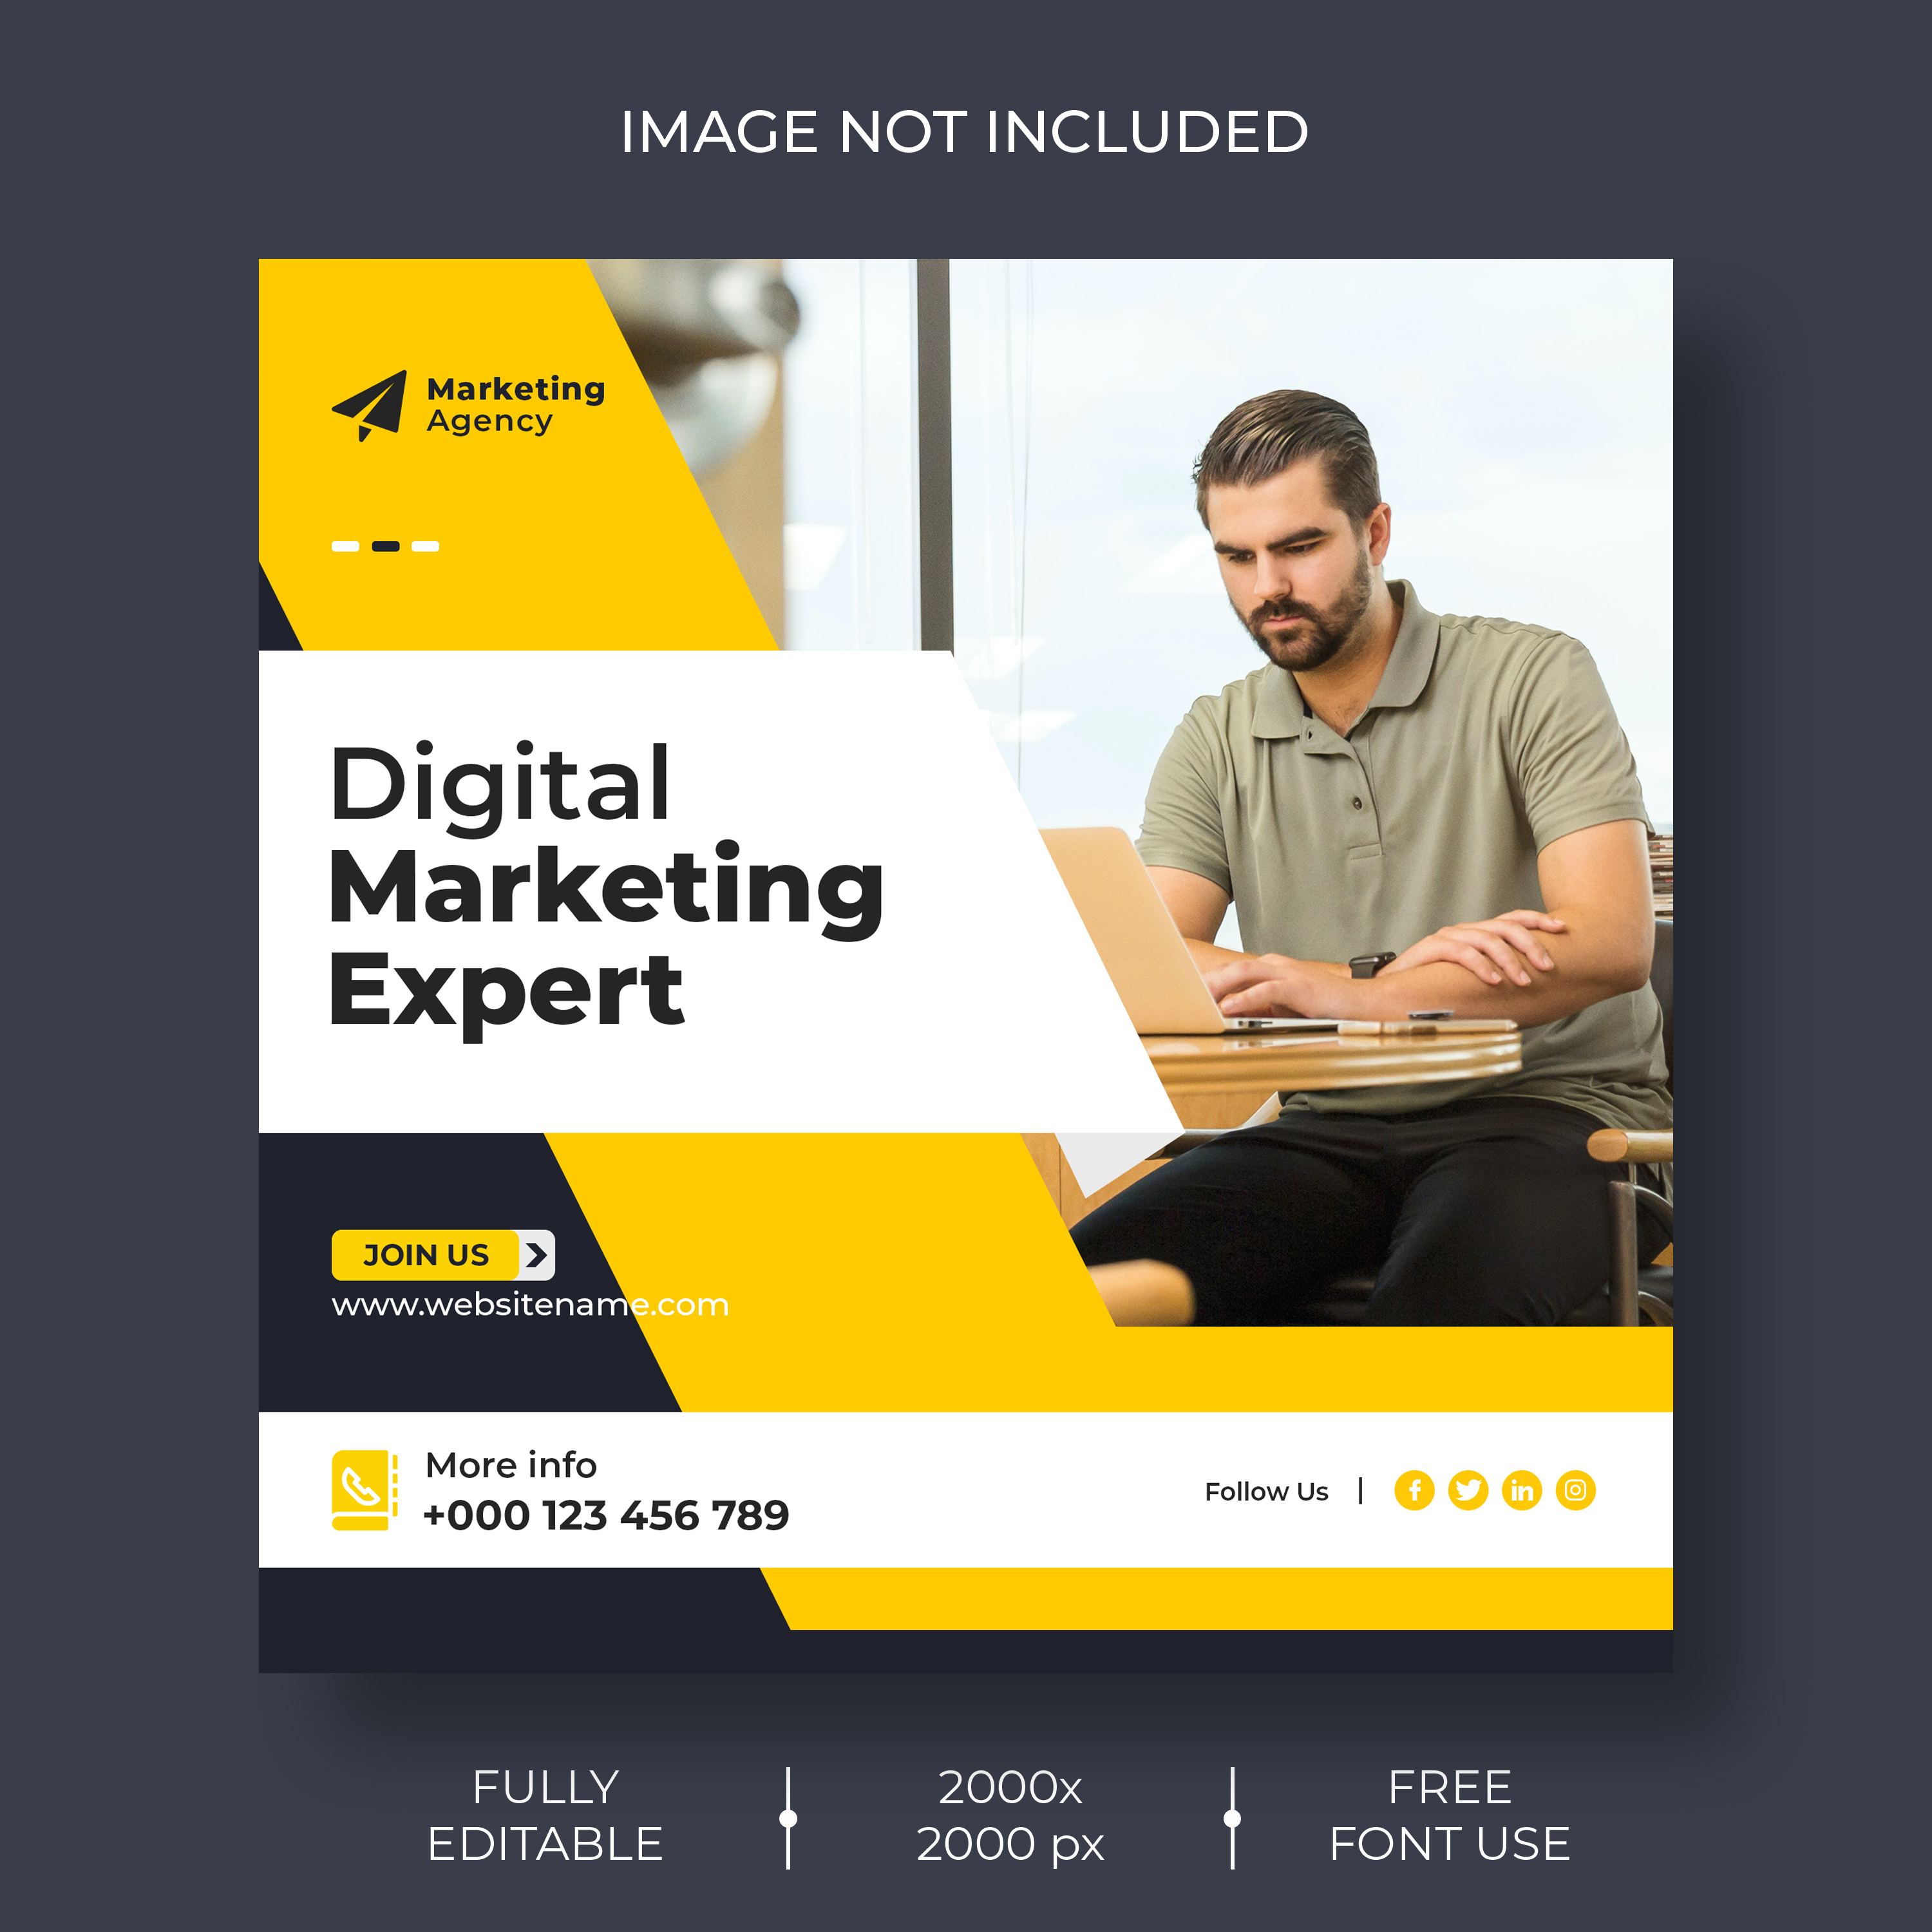 IMAGE NOT INCLUDED
Marketing
Agency
Digital
Marketing
Expert
JOIN US
www.websitename.com
More info
+000 123 456 789
Follow Us
FULLY
EDITABLE
2000x
2000 px
FREE
FONT USE